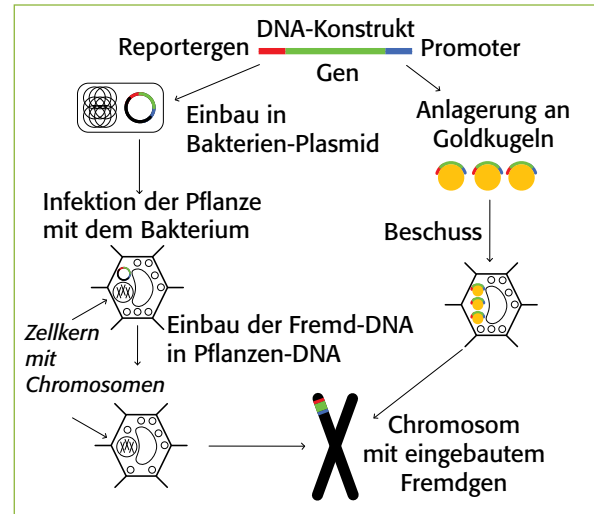 DNA-Konstrukt
Reportergen
Promoter
Gen
Einbau in
Bakterien-Plasmid
Anlagerung an
Goldkugeln
Infektion der Pflanze
mit dem Bakterium
Beschuss
Einbau der Fremd-DNA
in Pflanzen-DNA
Zellkern
mit
Chromosomen
Chromosom
mit eingebautem
Fremdgen